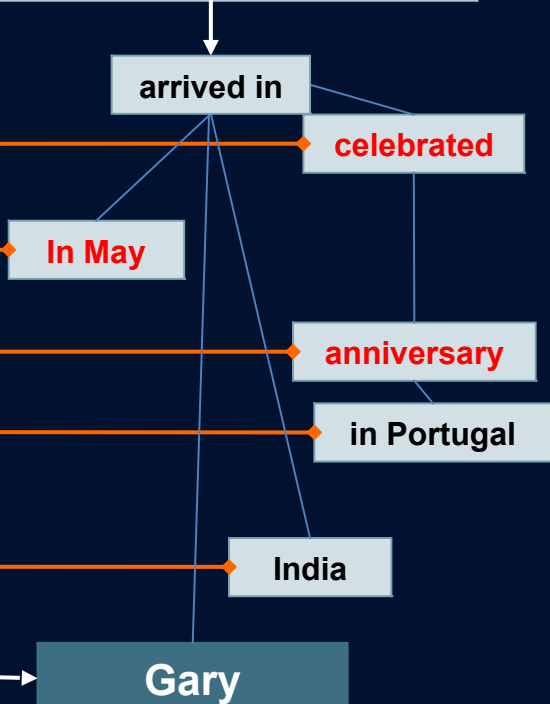 arrived in
celebrated
In May
anniversary
in Portugal
India
Gary